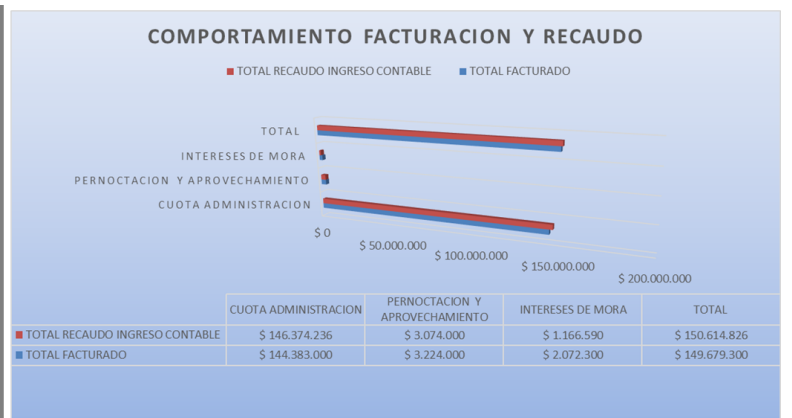 COMPORTAMIENTO FACTURACION Y RECAUDO
TOTAL RECAUDO INGRESO CONTABLE TOTAL FACTURADO
TOTAL
INTERESES DE MORA
PERNOCTACION Y APROVECHAMIENTO
CUOTA ADMINISTRACION
$ 0
$ 50.000.000
$ 100.000.000
$ 150.000.000
$ 200.000.000
CUOTA ADMINISTRACION PERNOCTACION Y APROVECHAMIENTO INTERESES DE MORA TOTAL
TOTAL RECAUDO INGRESO CONTABLE $ 146.374.236 $ 3.074.000 $ 1.166.590 $ 150.614.826
TOTAL FACTURADO $ 144.383.000 $ 3.224.000 $ 2.072.300 $ 149.679.300